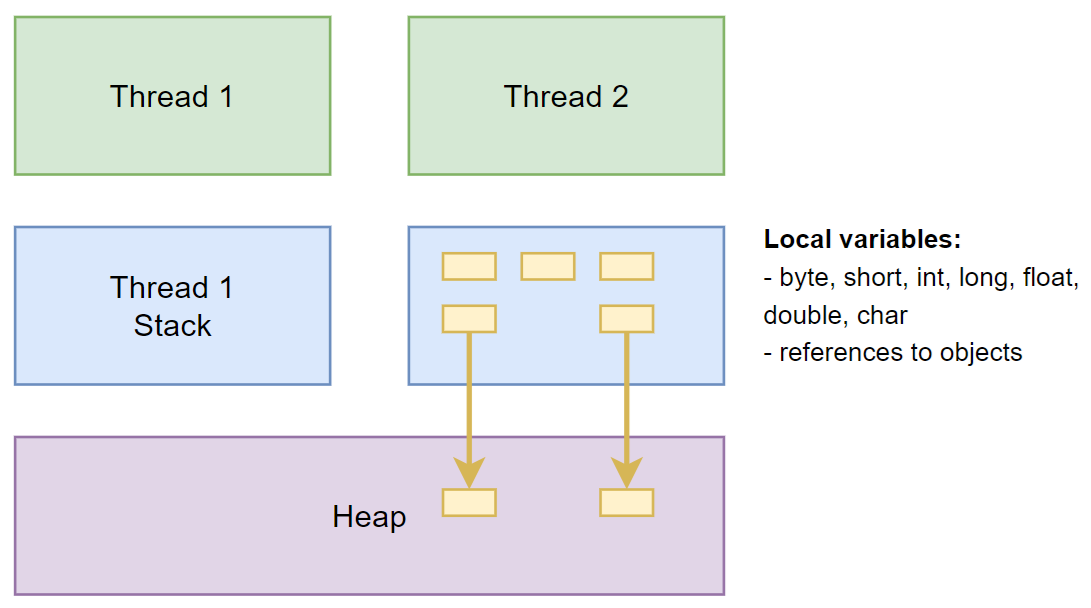 Thread 1
Thread 2
Thread 1
Stack
Local variables:
- byte, short, int, long, float,
double, char
- references to objects
Heap